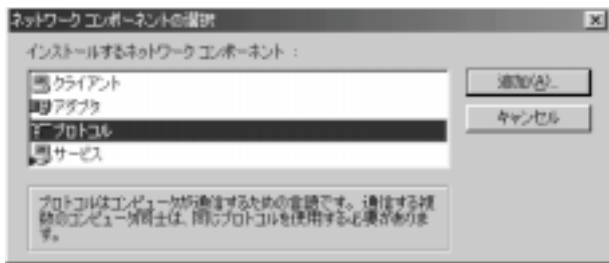 ネットワーク コンポーネントの選択
インストールするネットワーク コンポーネント :
クライアント
アダプタ
プロトコル
サービス
追加(A)...
キャンセル
プロトコルはコンピュータが通信するための言語です。通信する複
数のコンピュータ同士は、同じプロトコルを使用する必要がありま
す。